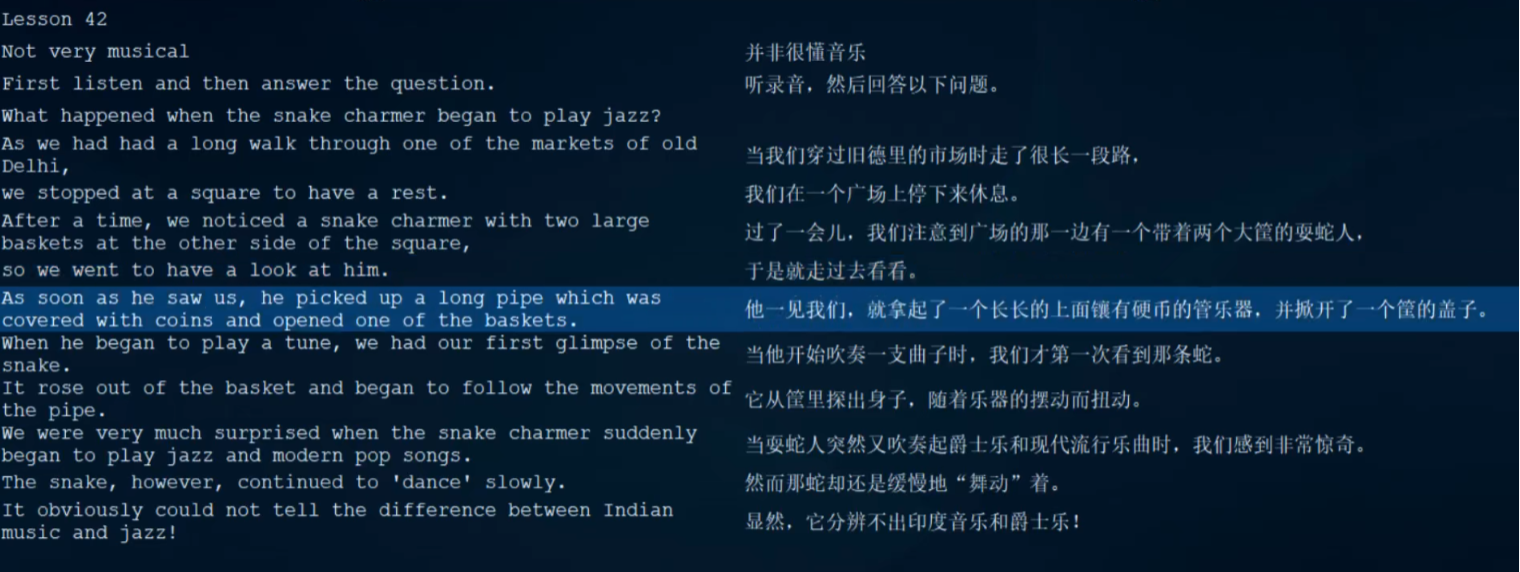 Lesson 42
Not very musical
并非很懂音乐
First listen and then answer the question.
听录音，然后回答以下问题。
What happened when the snake charmer began to play jazz?
As we had had a long walk through one of the markets of old
Delhi,
当我们穿过旧德里的市场时走了很长一段路，
we stopped at a square to have a rest.
我们在一个广场上停下来休息。
After a time, we noticed a snake charmer with two large
baskets at the other side of the square,
过了一会儿，我们注意到广场的那一边有一个带着两个大筐的耍蛇人，
so we went to have a look at him.
于是就走过去看看。
As soon as he saw us, he picked up a long pipe which was
covered with coins and opened one of the baskets.
他一见我们，就拿起了一个长长的上面镶有硬币的管乐器，并掀开了一个筐的盖子。
When he began to play a tune, we had our first glimpse of the
snake.
当他开始吹奏一支曲子时，我们才第一次看到那条蛇。
It rose out of the basket and began to follow the movements of
the pipe.
它从筐里探出身子，随着乐器的摆动而扭动。
We were very much surprised when the snake charmer suddenly
began to play jazz and modern pop songs.
当耍蛇人突然又吹奏起爵士乐和现代流行乐曲时，我们感到非常惊奇。
The snake, however, continued to 'dance' slowly.
然而那蛇却还是缓慢地“舞动”着。
It obviously could not tell the difference between Indian
music and jazz!
显然，它分辨不出印度音乐和爵士乐！